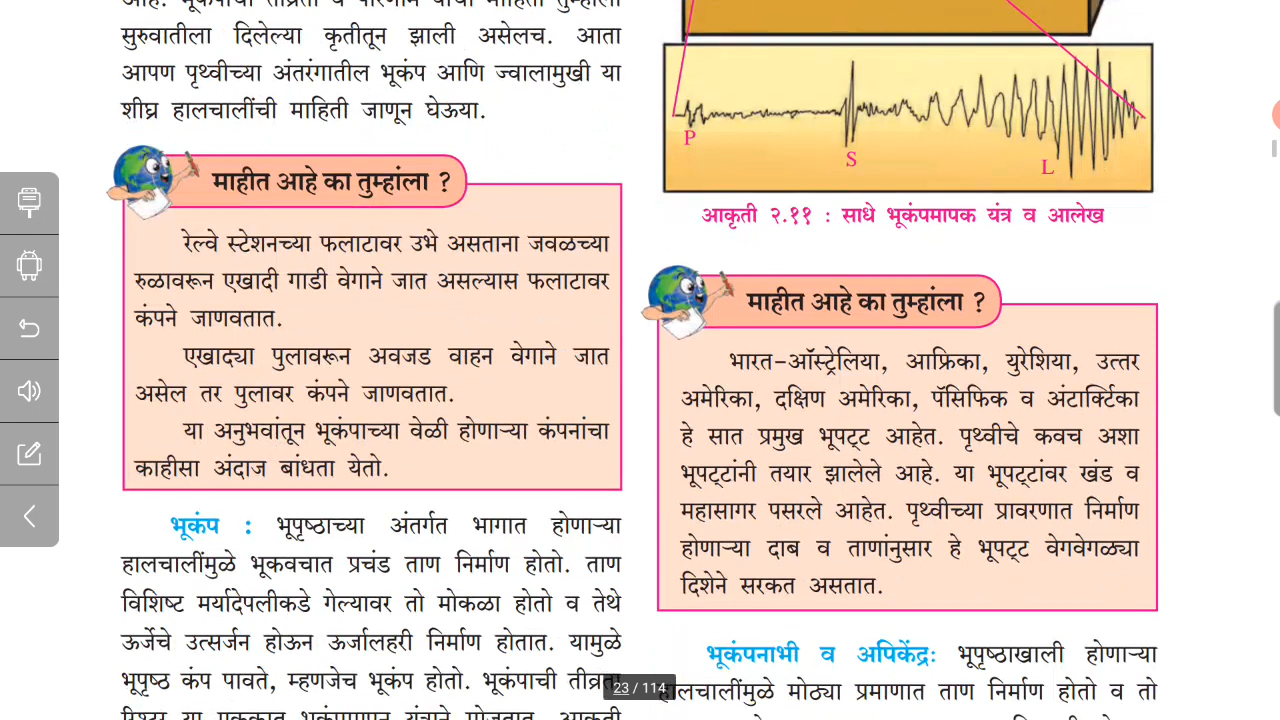 सुरुवातीला दिलेल्या कृतीतून झाली असेलच. आता
आपण पृथ्वीच्या अंतरंगातील भूकंप आणि ज्वालामुखी या
शीघ्र हालचालींची माहिती जाणून घेऊया.
माहीत आहे का तुम्हांला ?
रेल्वे स्टेशनच्या फलाटावर उभे असताना जवळच्या
रुळावरून एखादी गाडी वेगाने जात असल्यास फलाटावर
कंपने जाणवतात.
एखाद्या पुलावरून अवजड वाहन वेगाने जात
असेल तर पुलावर कंपने जाणवतात.
या अनुभवांतून भूकंपाच्या वेळी होणाऱ्या कंपनांचा
काहीसा अंदाज बांधता येतो.
भूकंप : भूपृष्ठाच्या अंतर्गत भागात होणाऱ्या
हालचालींमुळे भूकवचात प्रचंड ताण निर्माण होतो. ताण
विशिष्ट मर्यादेपलीकडे गेल्यावर तो मोकळा होतो व तेथे
ऊर्जेचे उत्सर्जन होऊन ऊर्जालहरी निर्माण होतात. यामुळे
भूपृष्ठ कंप पावते, म्हणजेच भूकंप होतो. भूकंपाची तीव्रता
P
S
L
आकृती २.११ : साधे भूकंपमापक यंत्र व आलेख
माहीत आहे का तुम्हांला ?
भारत-ऑस्ट्रेलिया, आफ्रिका, युरेशिया, उत्तर
अमेरिका, दक्षिण अमेरिका, पॅसिफिक व अंटार्क्टिका
हे सात प्रमुख भूपट्ट आहेत. पृथ्वीचे कवच अशा
भूपट्टांनी तयार झालेले आहे. या भूपट्टांवर खंड व
महासागर पसरले आहेत. पृथ्वीच्या प्रावरणात निर्माण
होणाऱ्या दाब व ताणांनुसार हे भूपट्ट वेगवेगळ्या
दिशेने सरकत असतात.
भूकंपनाभी व अपिकेंद्र: भूपृष्ठाखाली होणाऱ्या
हालचालींमुळे मोठ्या प्रमाणात ताण निर्माण होतो व तो
23 / 114